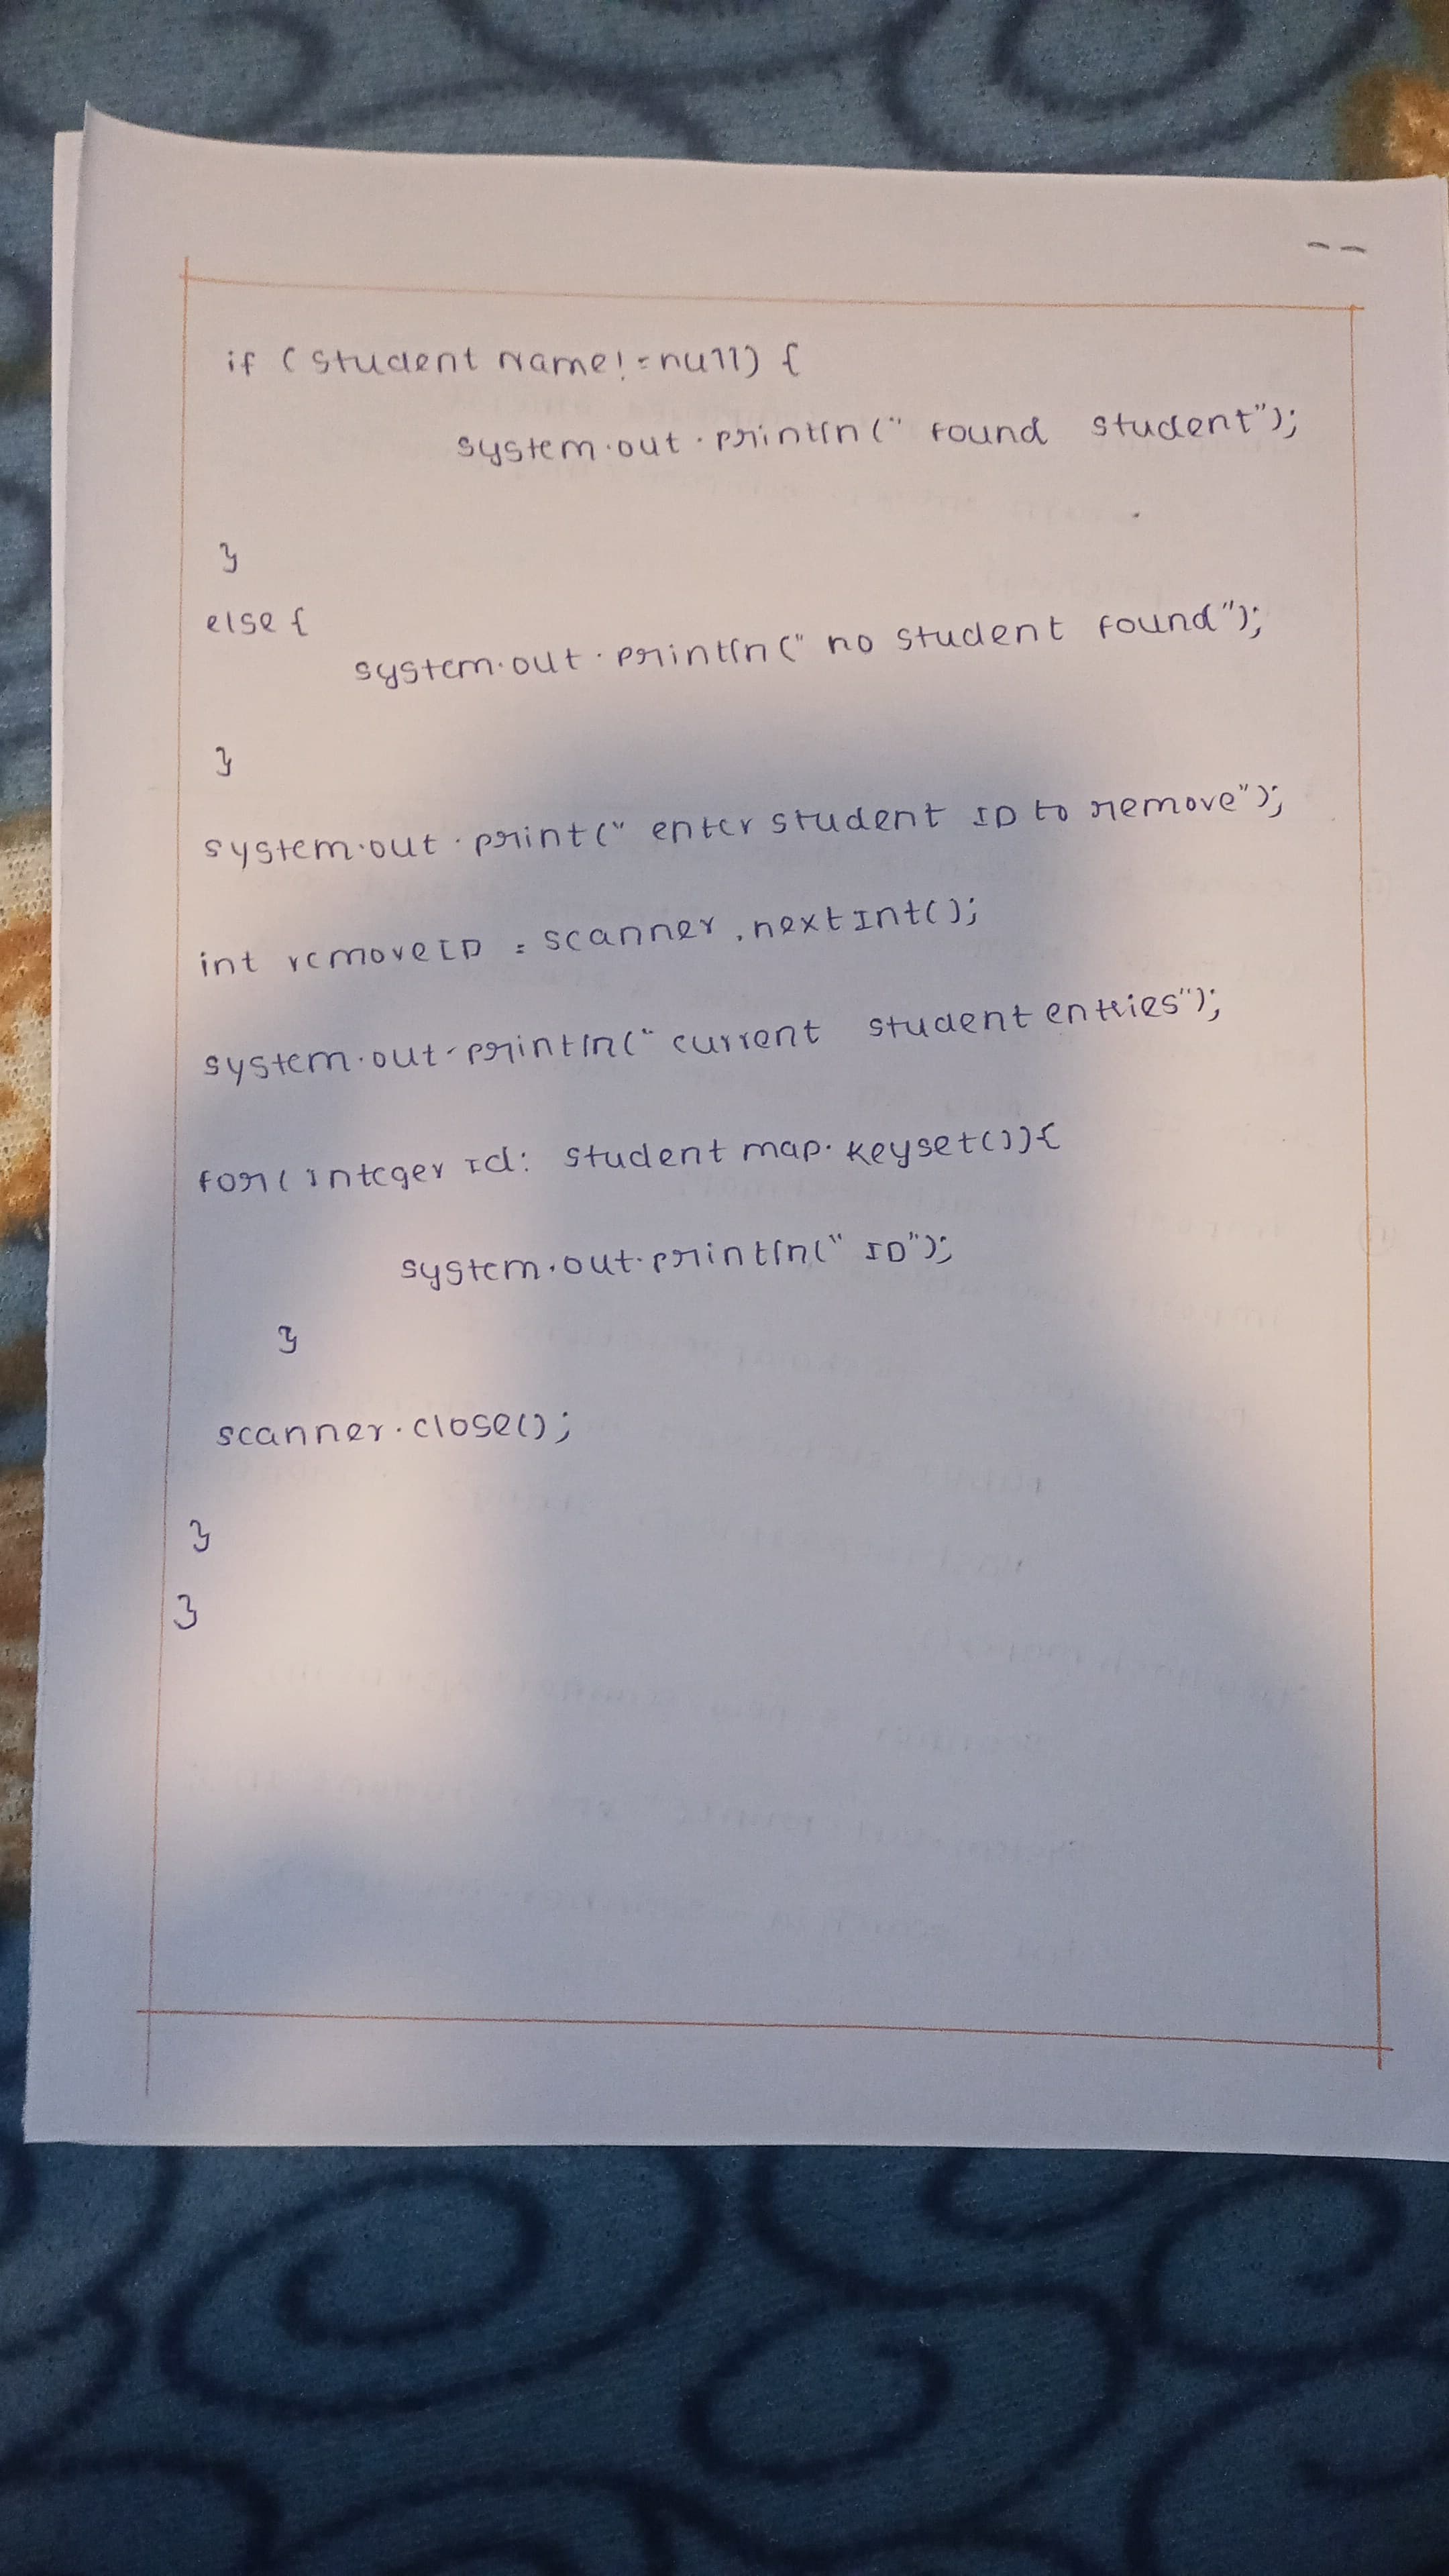 if (student Name!=null) {
system.out.println(" found student");
}
else {
system.out.println(" no student found");
}
system.out.print(" enter student ID to remove");
int removeID = scanner.nextInt();
system.out.println(" current student entries");
for( Integer Id: student map.keyset()){
system.out.println(" ID");
}
scanner.close();
}
}